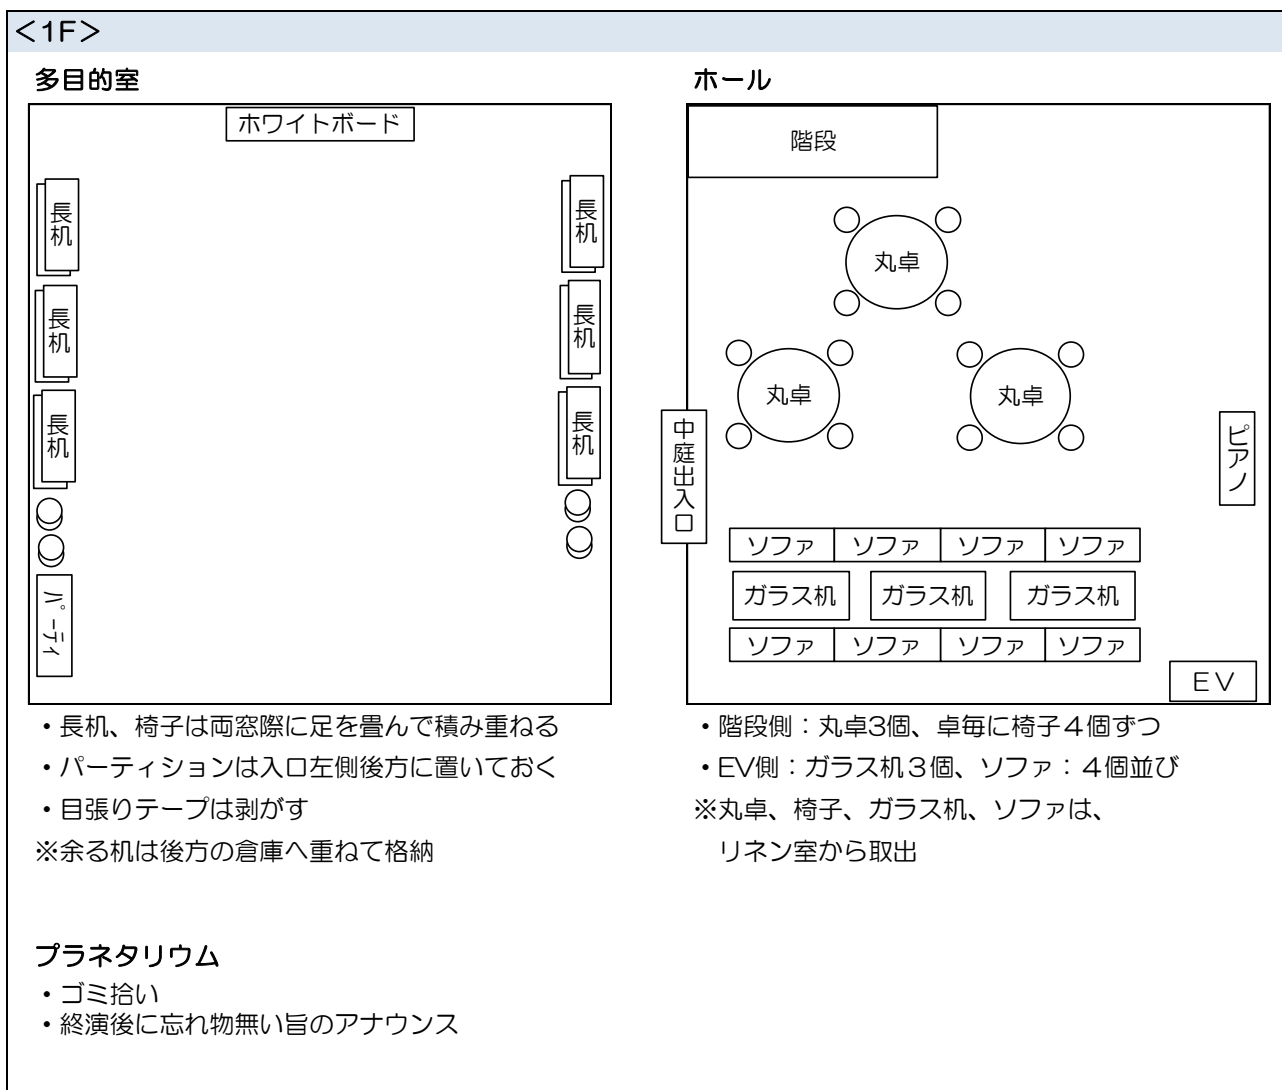 ＜1F＞
多目的室
ホワイトボード
長机
長机
長机
長机
長机
長机
パーティ
・長机、椅子は両窓際に足を畳んで積み重ねる
・パーティションは入口左側後方に置いておく
・目張りテープは剥がす
※余る机は後方の倉庫へ重ねて格納
ホール
階段
丸卓
丸卓
丸卓
中庭出入口
ピアノ
ソファ ソファ ソファ ソファ
ガラス机 ガラス机 ガラス机
ソファ ソファ ソファ ソファ
ＥＶ
・階段側：丸卓3個、卓毎に椅子４個ずつ
・EV側：ガラス机３個、ソファ：４個並び
※丸卓、椅子、ガラス机、ソファは、
リネン室から取出
プラネタリウム
・ゴミ拾い
・終演後に忘れ物無い旨のアナウンス